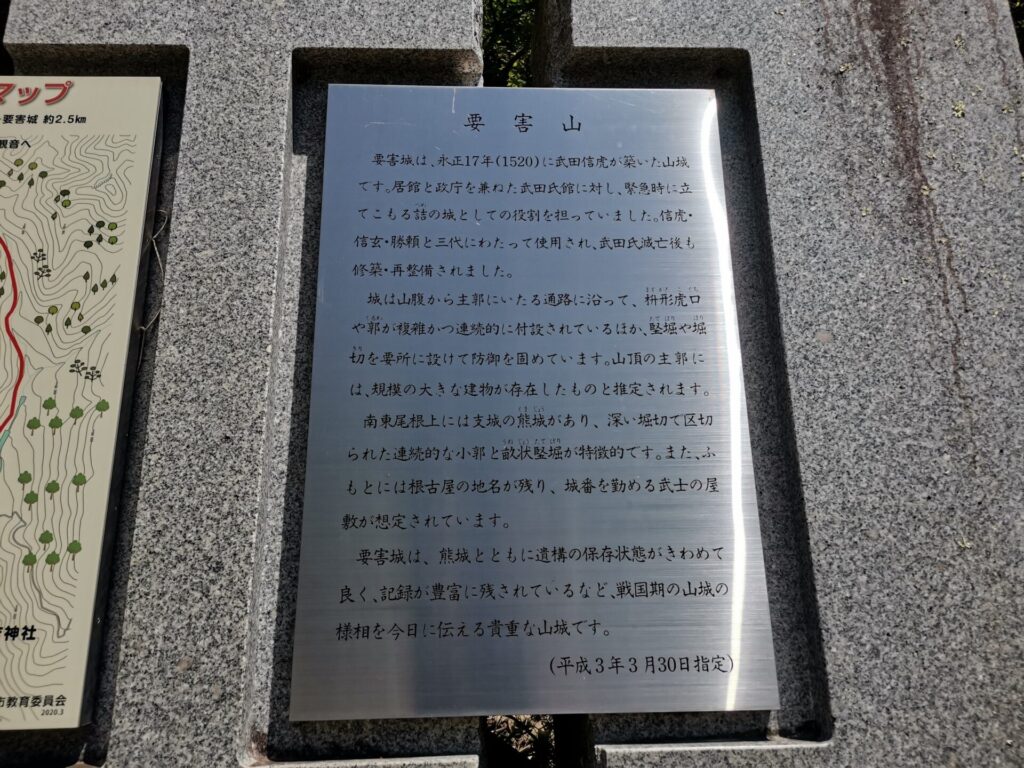 マップ
要害城 約2.5㎞
観音へ
神社
市教育委員会
2020.3
要害山
要害城は、永正17年(1520)に武田信虎が築いた山城
です。居館と政庁を兼ねた武田氏館に対し、緊急時に立
てこもる詰の城としての役割を担っていました。信虎・
信玄・勝頼と三代にわたって使用され、武田氏滅亡後も
修築・再整備されました。
城は山腹から主郭にいたる通路に沿って、枡形虎口
や郭が複雑かつ連続的に付設されているほか、竪堀や堀
切を要所に設けて防御を固めています。山頂の主郭に
は、規模の大きな建物が存在したものと推定されます。
南東尾根上には支城の熊城があり、深い堀切で区切
られた連続的な小郭と畝状竪堀が特徴的です。また、ふ
もとには根古屋の地名が残り、城番を勤める武士の屋
敷が想定されています。
要害城は、熊城とともに遺構の保存状態がきわめて
良く、記録が豊富に残されているなど、戦国期の山城の
様相を今日に伝える貴重な山城です。
(平成3年3月30日指定)